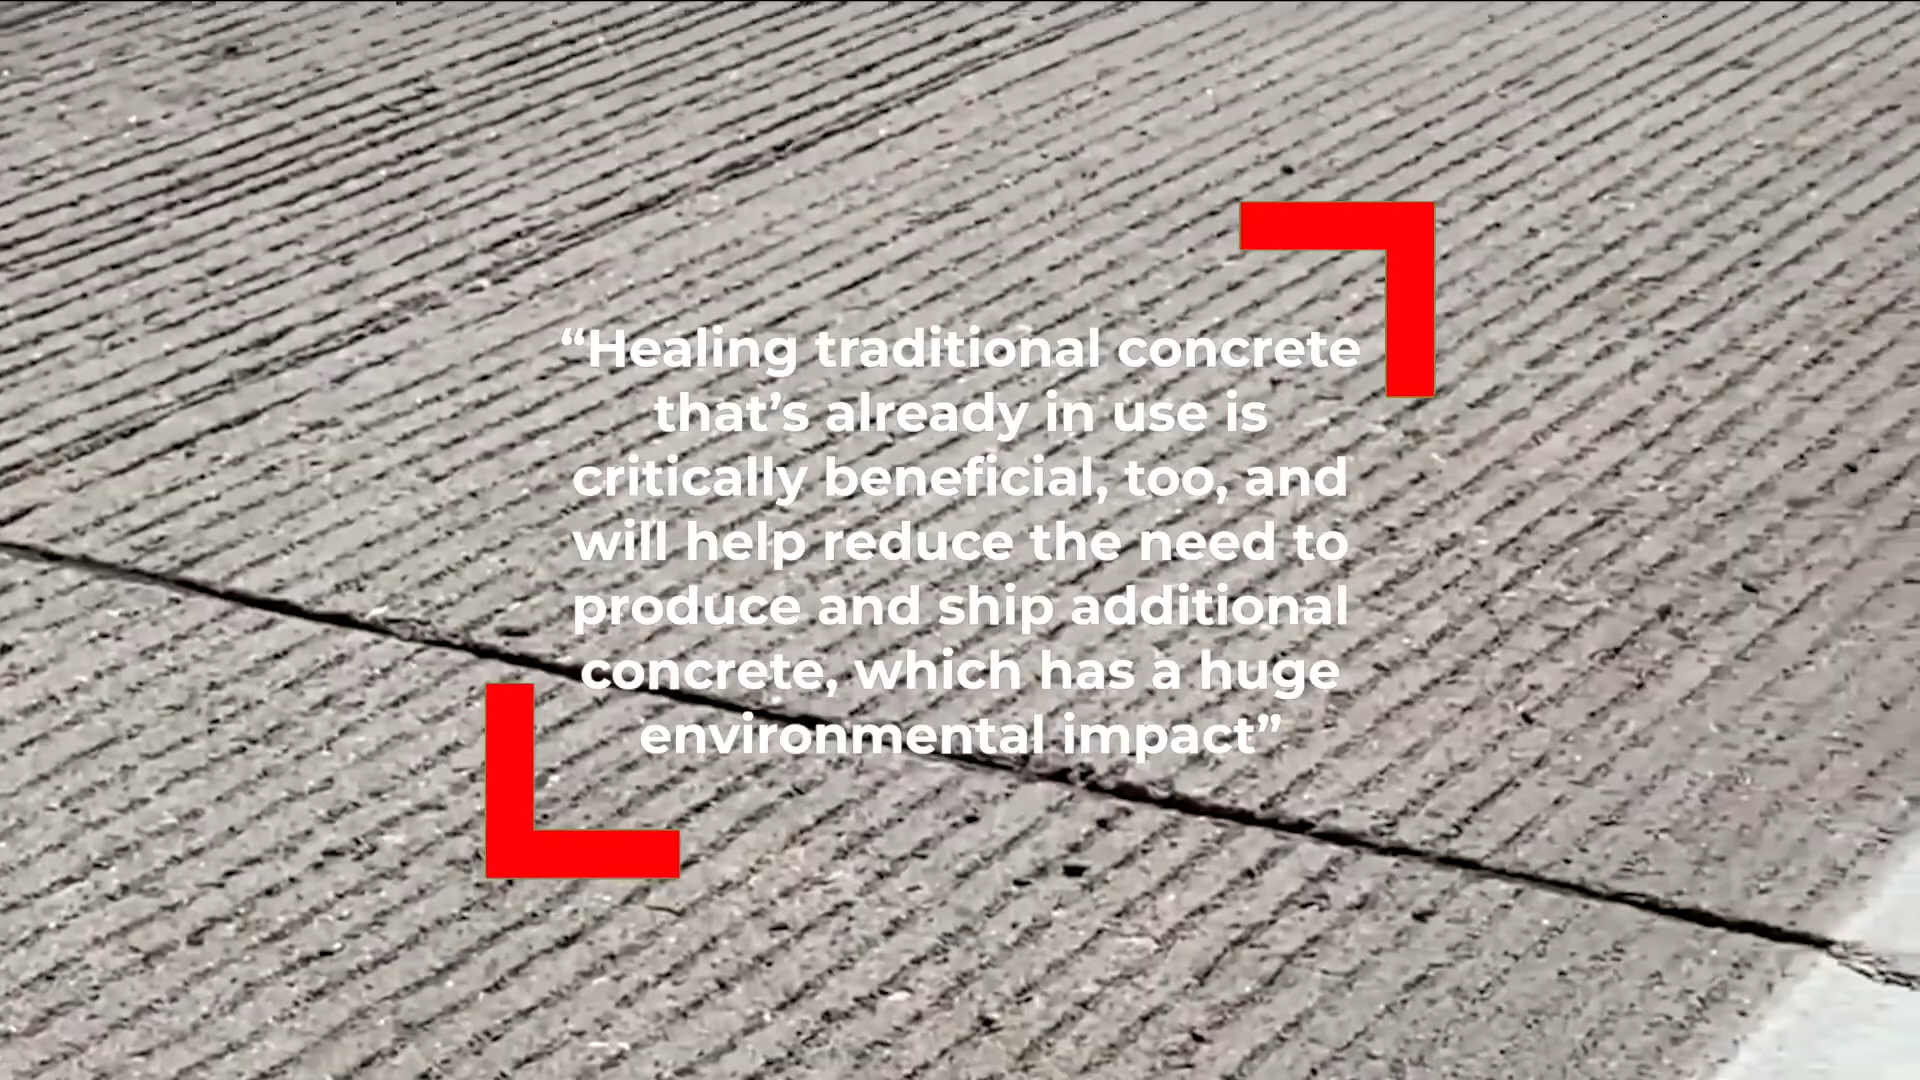 “Healing traditional concrete
that’s already in use is
critically beneficial, too, and
will help reduce the need to
produce and ship additional
concrete, which has a huge
environmental impact”